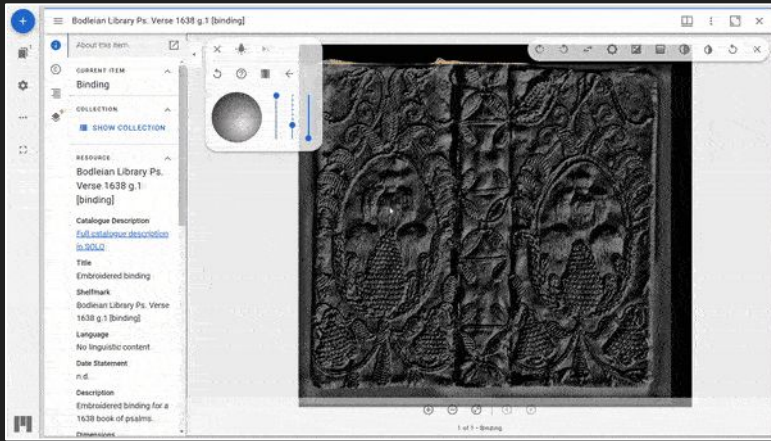 Bodleian Library Ps. Verse 1638 g.1 [binding]
About this item
CURRENT ITEM
Binding
COLLECTION
SHOW COLLECTION
RESOURCE
Bodleian Library Ps.
Verse 1638 g.1
[binding]
Catalogue Description
Full catalogue description
in SOLO
Title
Embroidered binding
Shelfmark
Bodleian Library Ps. Verse
1638 g.1 [binding]
Language
No linguistic content
Date Statement
n.d.
Description
Embroidered binding for a
1638 book of psalms.
Dimensions
1 of 1 • Binding